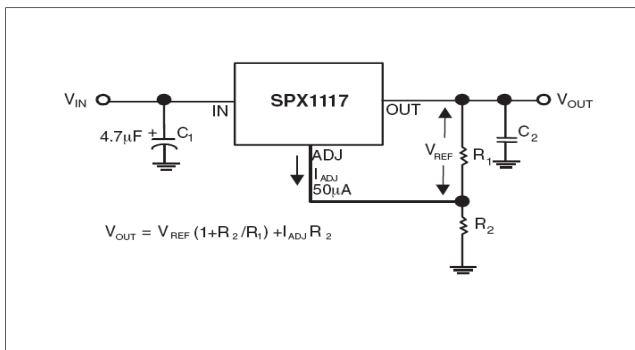 SPX1117
V_IN
IN
OUT
V_OUT
4.7μF + C_1
ADJ
I_ADJ
50μA
V_REF
R_1
C_2
R_2
V_OUT = V_REF (1+R_2/R_1) +I_ADJ R_2